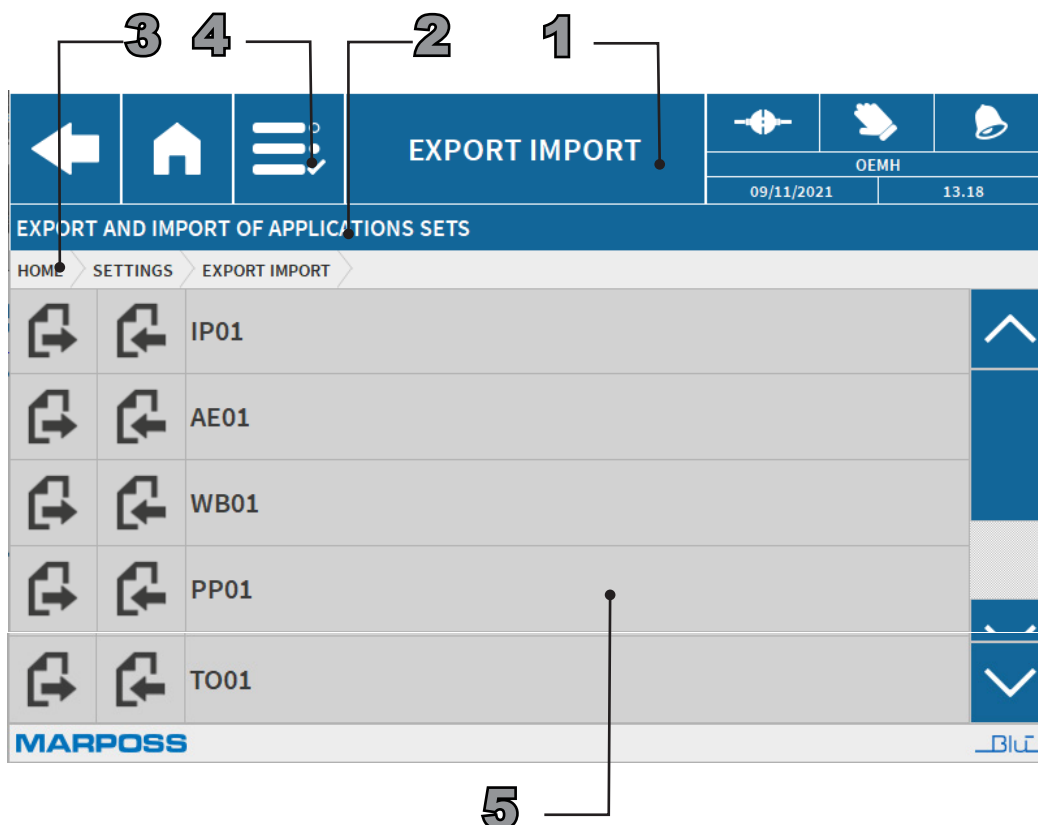 3 4 2 1
EXPORT IMPORT
OEMH
09/11/2021 13.18
EXPORT AND IMPORT OF APPLICATIONS SETS
HOME SETTINGS EXPORT IMPORT
IP01
AE01
WB01
PP01
TO01
MARPOSS Blù
5